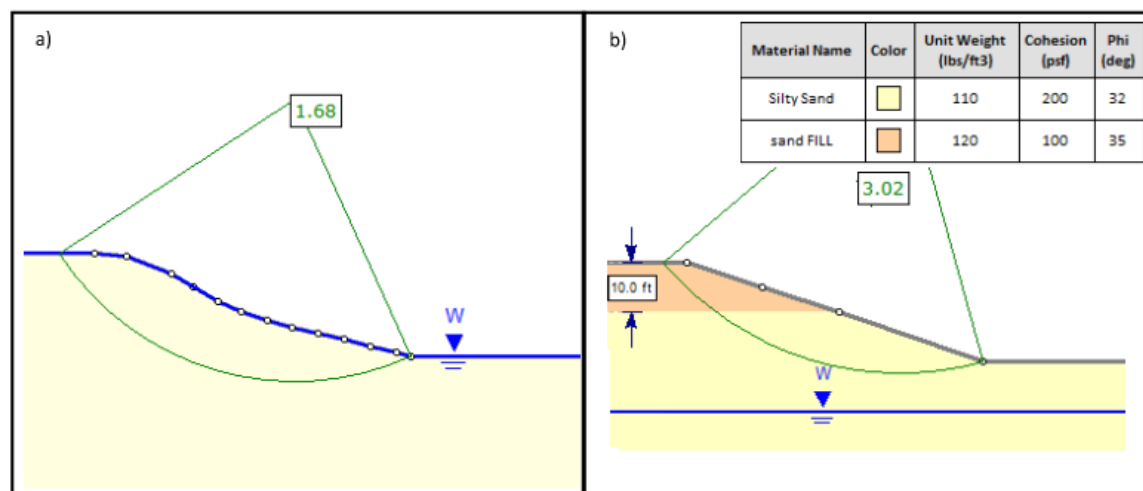 a)
1.68
W
b)
Material Name Color Unit Weight (lbs/ft3) Cohesion (psf) Phi (deg)
Silty Sand 110 200 32
sand FILL 120 100 35
3.02
10.0 ft
W